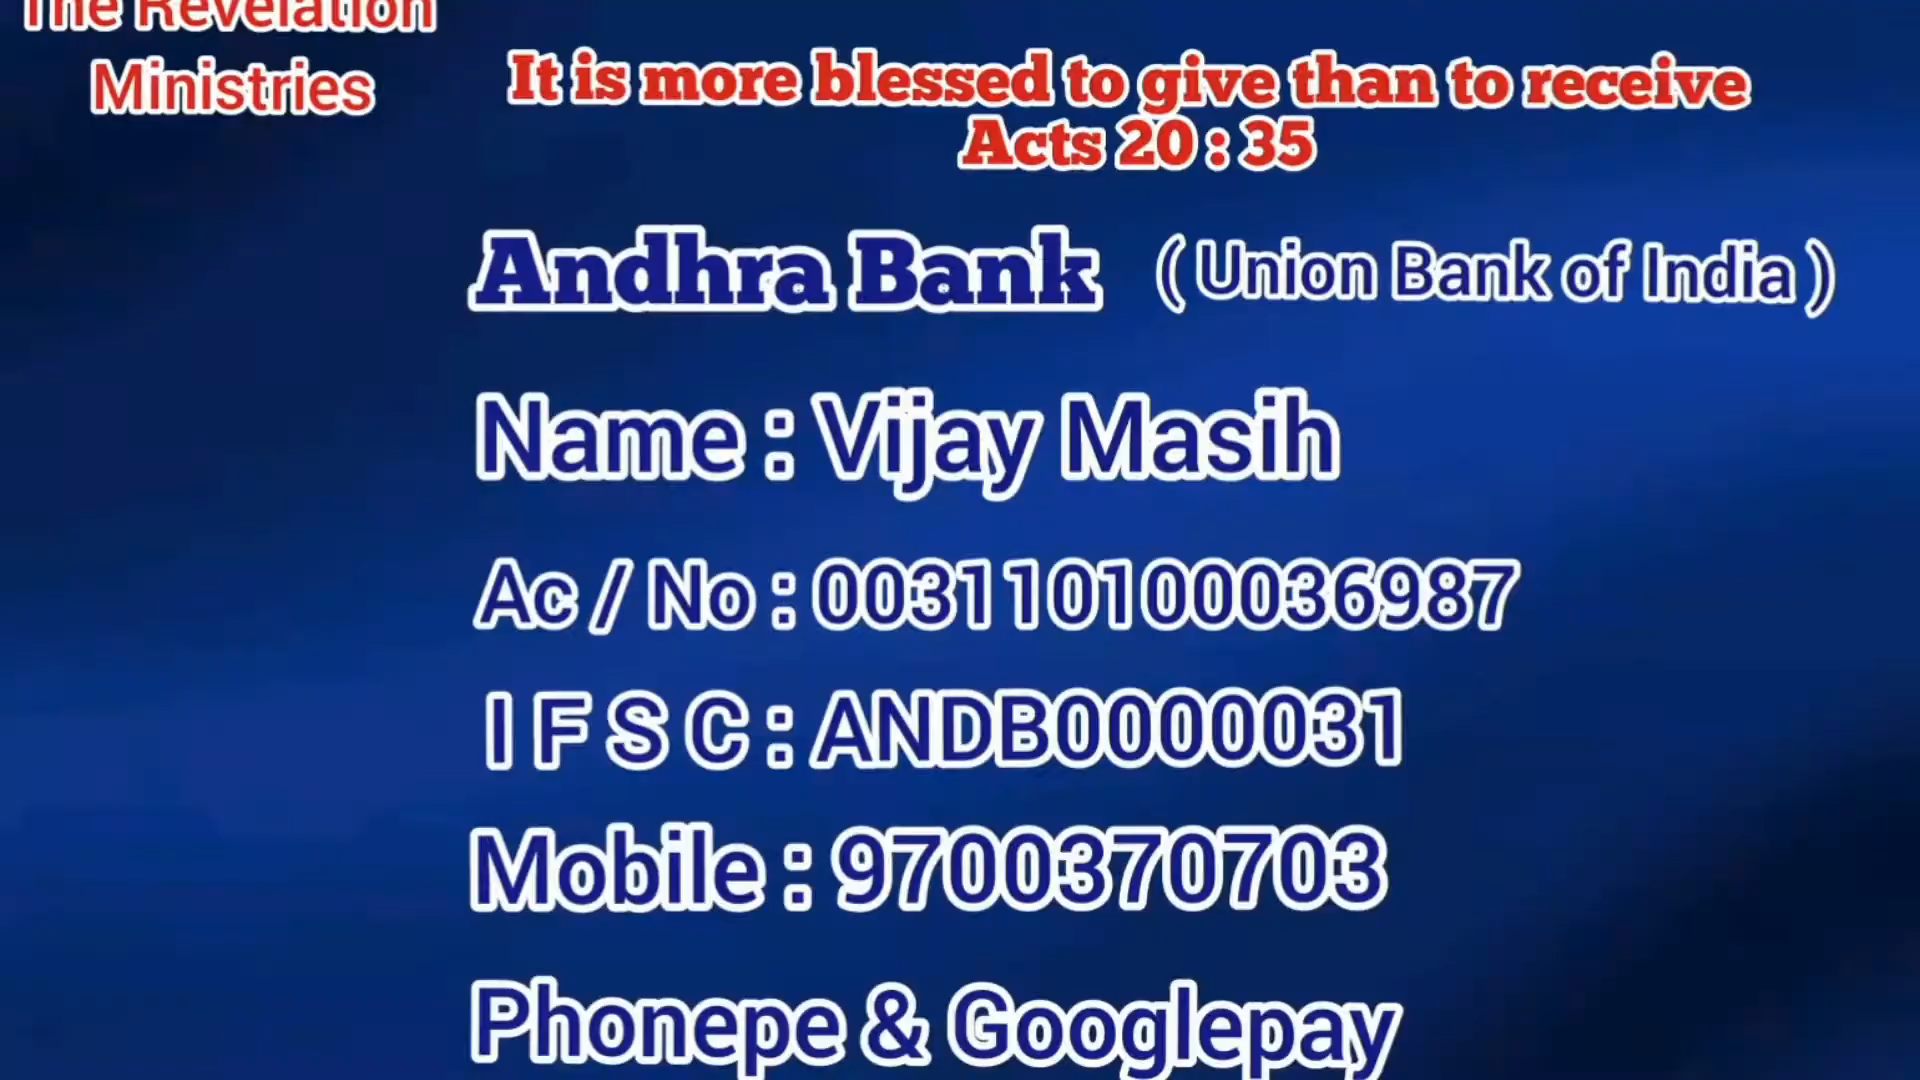 The Revelation
Ministries
It is more blessed to give than to receive
Acts 20 : 35
Andhra Bank ( Union Bank of India )
Name : Vijay Masih
Ac / No : 003110100036987
I F S C : ANDB0000031
Mobile : 9700370703
Phonepe & Googlepay